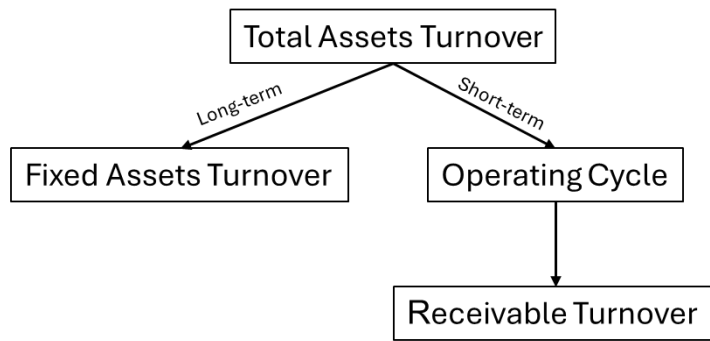 Total Assets Turnover
Long-term
Short-term
Fixed Assets Turnover
Operating Cycle
Receivable Turnover